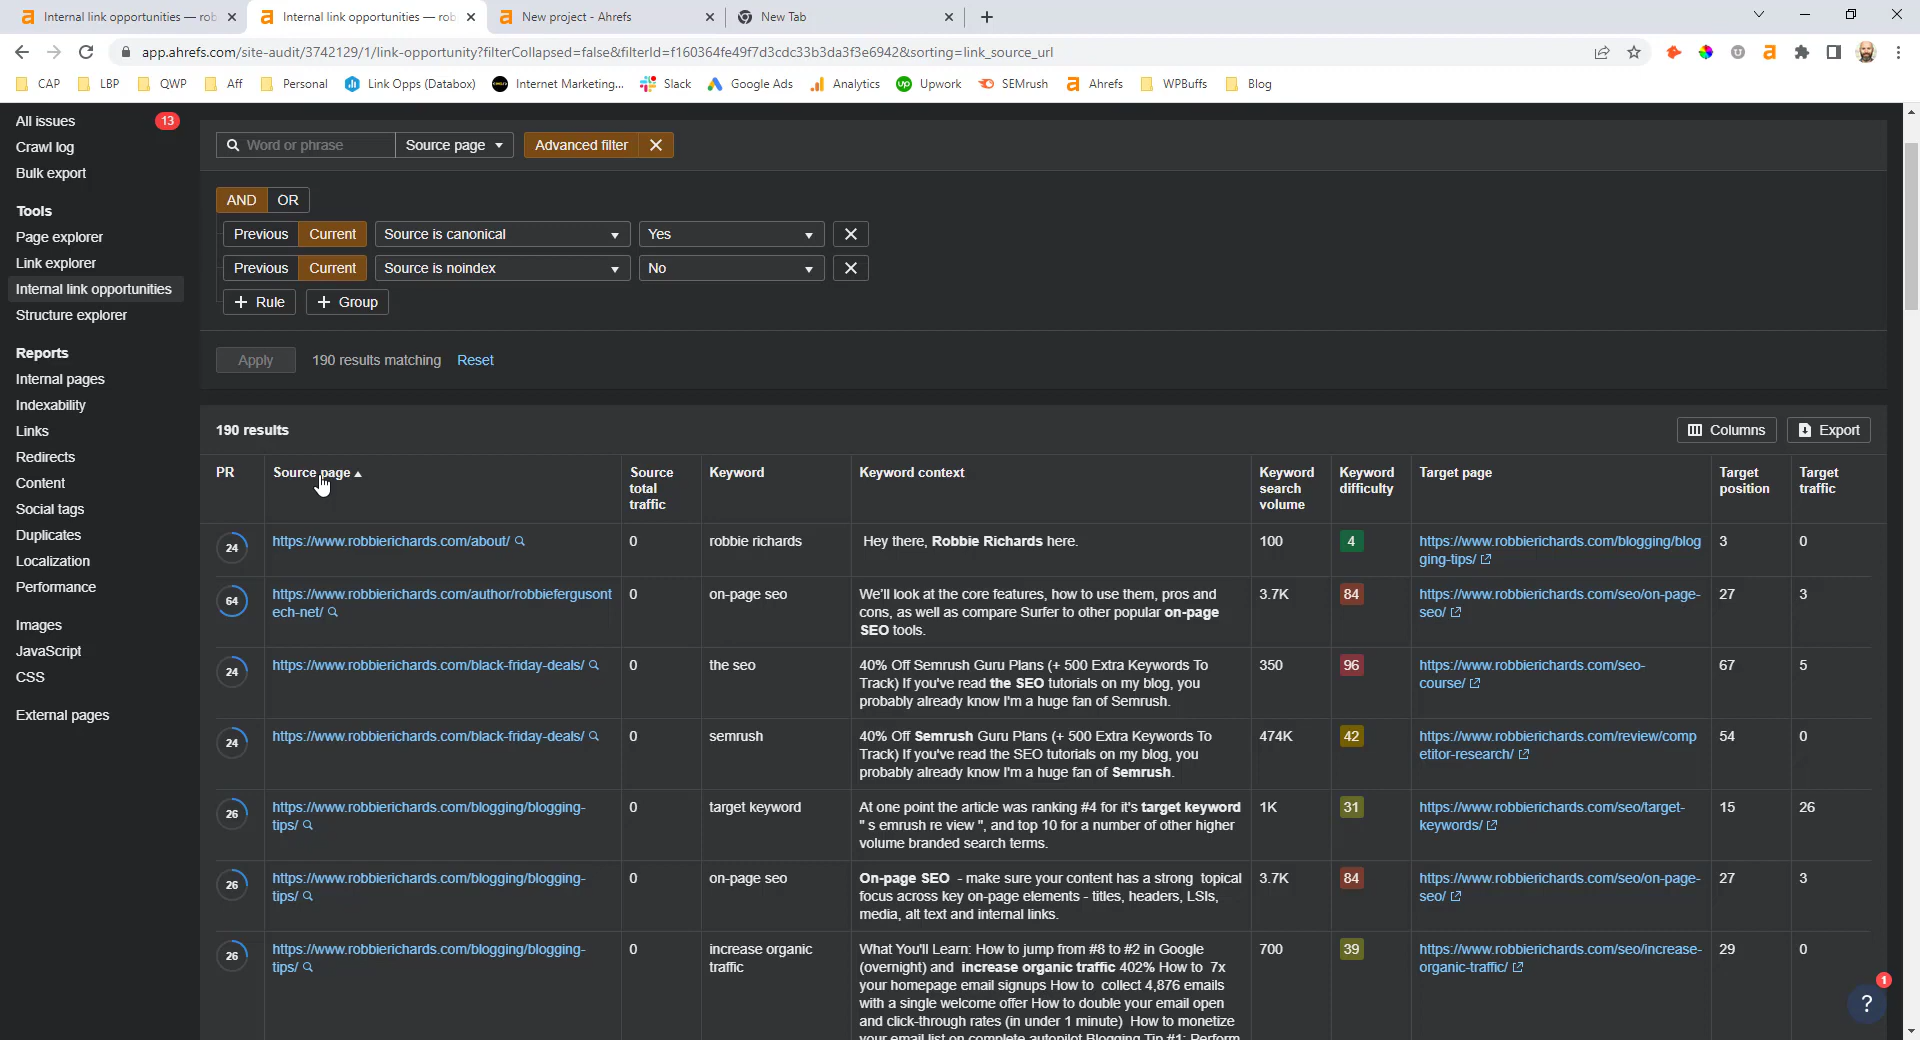 Internal link opportunities — rob
Internal link opportunities — rob
New project - Ahrefs
New Tab
app.ahrefs.com/site-audit/3742129/1/link-opportunity?filterCollapsed=false&filterId=f160364fe49f7d3cdc33b3da3f3e6942&sorting=link_source_url
CAP
LBP
QWP
Aff
Personal
Link Opps (Databox)
Internet Marketing...
Slack
Google Ads
Analytics
Upwork
SEMrush
Ahrefs
WPBuffs
Blog
All issues
13
Crawl log
Bulk export
Tools
Page explorer
Link explorer
Internal link opportunities
Structure explorer
Reports
Internal pages
Indexability
Links
Redirects
Content
Social tags
Duplicates
Localization
Performance
Images
JavaScript
CSS
External pages
Word or phrase
Source page
Advanced filter
AND
OR
Previous
Current
Source is canonical
Yes
Previous
Current
Source is noindex
No
+ Rule
+ Group
Apply
190 results matching
Reset
190 results
Columns
Export
PR
Source page
Source
total
traffic
Keyword
Keyword context
Keyword
search
volume
Keyword
difficulty
Target page
Target
position
Target
traffic
24
https://www.robbierichards.com/about/
0
robbie richards
Hey there, Robbie Richards here.
100
4
https://www.robbierichards.com/blogging/blog
ging-tips/
3
0
64
https://www.robbierichards.com/author/robbiefergusont
ech-net/
0
on-page seo
We'll look at the core features, how to use them, pros and
cons, as well as compare Surfer to other popular on-page
SEO tools.
3.7K
84
https://www.robbierichards.com/seo/on-page-
seo/
27
3
24
https://www.robbierichards.com/black-friday-deals/
0
the seo
40% Off Semrush Guru Plans (+ 500 Extra Keywords To
Track) If you've read the SEO tutorials on my blog, you
probably already know I'm a huge fan of Semrush.
350
96
https://www.robbierichards.com/seo-
course/
67
5
24
https://www.robbierichards.com/black-friday-deals/
0
semrush
40% Off Semrush Guru Plans (+ 500 Extra Keywords To
Track) If you've read the SEO tutorials on my blog, you
probably already know I'm a huge fan of Semrush.
474K
42
https://www.robbierichards.com/review/comp
etitor-research/
54
0
26
https://www.robbierichards.com/blogging/blogging-
tips/
0
target keyword
At one point the article was ranking #4 for it's target keyword
" s emrush re view ", and top 10 for a number of other higher
volume branded search terms.
1K
31
https://www.robbierichards.com/seo/target-
keywords/
15
26
26
https://www.robbierichards.com/blogging/blogging-
tips/
0
on-page seo
On-page SEO - make sure your content has a strong topical
focus across key on-page elements - titles, headers, LSIs,
media, alt text and internal links.
3.7K
84
https://www.robbierichards.com/seo/on-page-
seo/
27
3
26
https://www.robbierichards.com/blogging/blogging-
tips/
0
increase organic
traffic
What You'll Learn: How to jump from #8 to #2 in Google
(overnight) and increase organic traffic 402% How to 7x
your homepage email signups How to collect 4,876 emails
with a single welcome offer How to double your email open
and click-through rates (in under 1 minute) How to monetize
your email list on complete autopilot Blogging Tip #1: Perform
700
39
https://www.robbierichards.com/seo/increase-
organic-traffic/
29
0
1
?